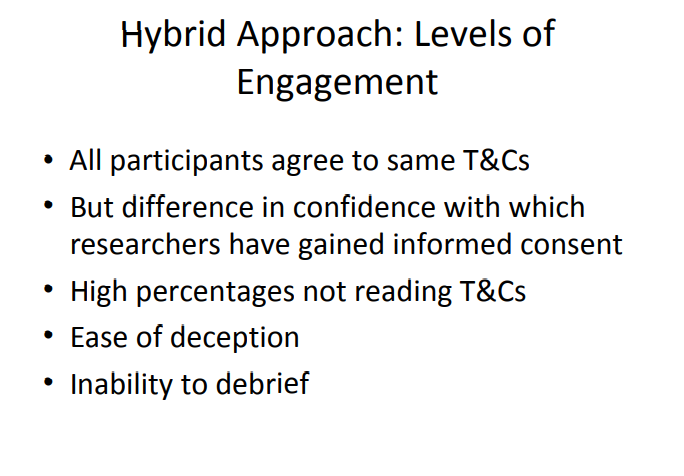 Hybrid Approach: Levels of
Engagement
• All participants agree to same T&Cs
• But difference in confidence with which
researchers have gained informed consent
• High percentages not reading T&Cs
• Ease of deception
• Inability to debrief